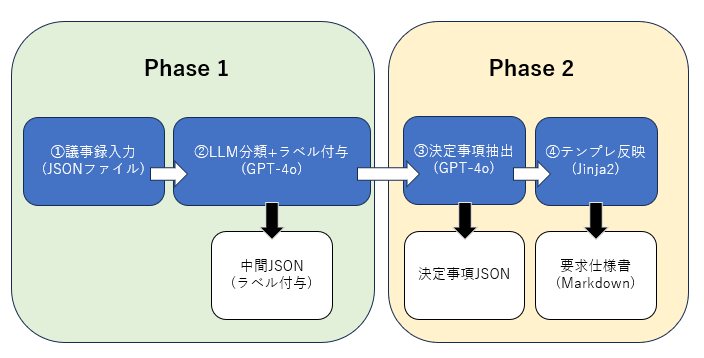 Phase 1
①議事録入力
(JSONファイル)
②LLM分類+ラベル付与
(GPT-4o)
中間JSON
(ラベル付与)
Phase 2
③決定事項抽出
(GPT-4o)
④テンプレ反映
(Jinja2)
決定事項JSON
要求仕様書
(Markdown)